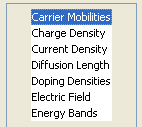 Carrier Mobilities
Charge Density
Current Density
Diffusion Length
Doping Densities
Electric Field
Energy Bands